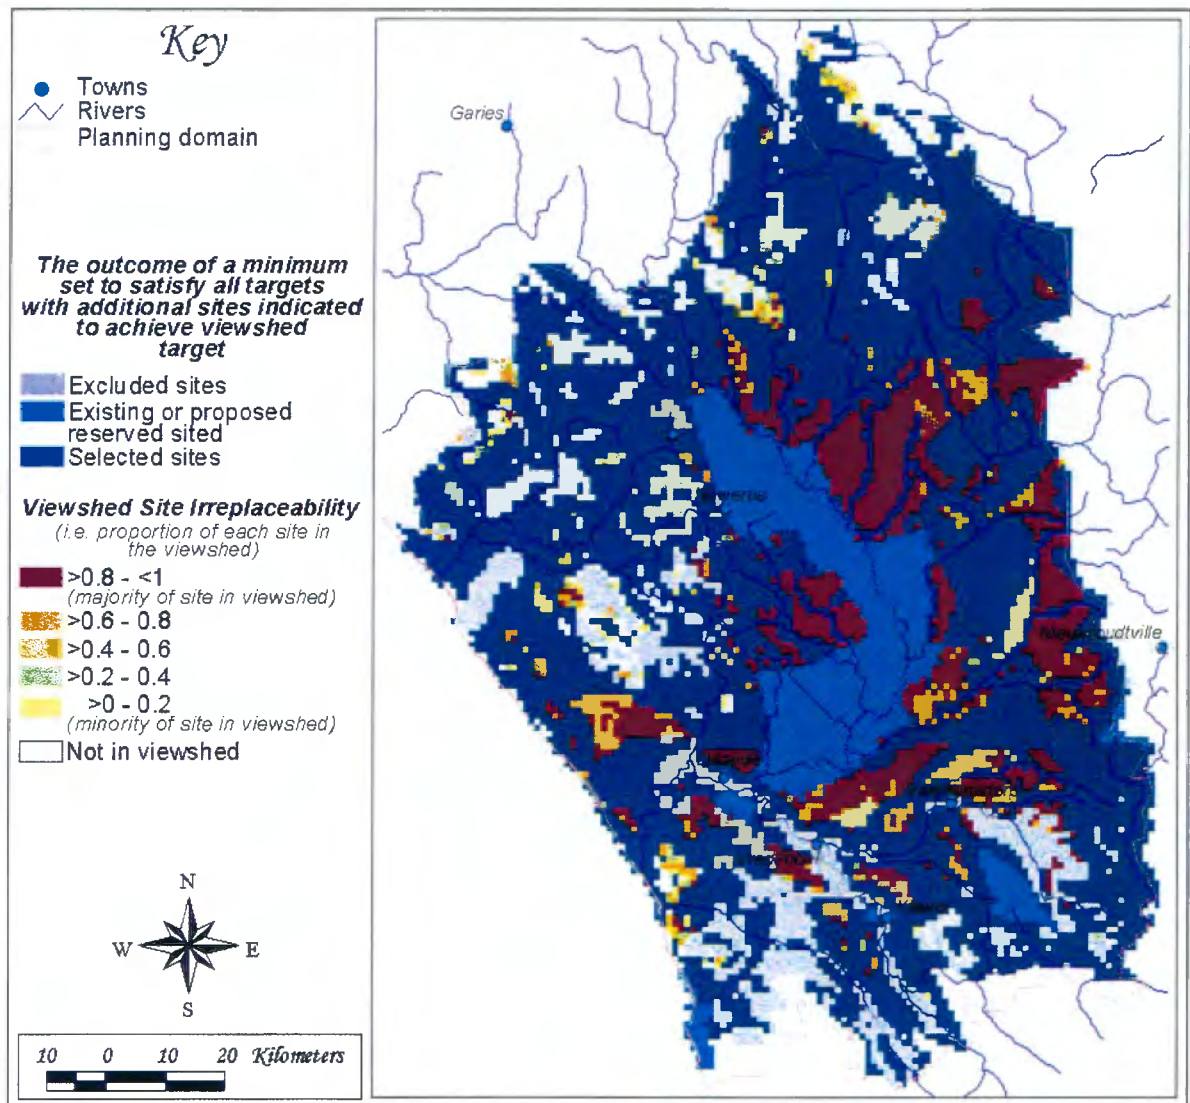 Key
Towns
Rivers
Planning domain
The outcome of a minimum
set to satisfy all targets
with additional sites indicated
to achieve viewshed
target
Excluded sites
Existing or proposed
reserved sited
Selected sites
Viewshed Site Irreplaceability
(i.e. proportion of each site in
the viewshed)
>0.8 - <1
(majority of site in viewshed)
>0.6 - 0.8
>0.4 - 0.6
>0.2 - 0.4
>0 - 0.2
(minority of site in viewshed)
Not in viewshed
N
W E
S
10 0 10 20 Kilometers
Garies